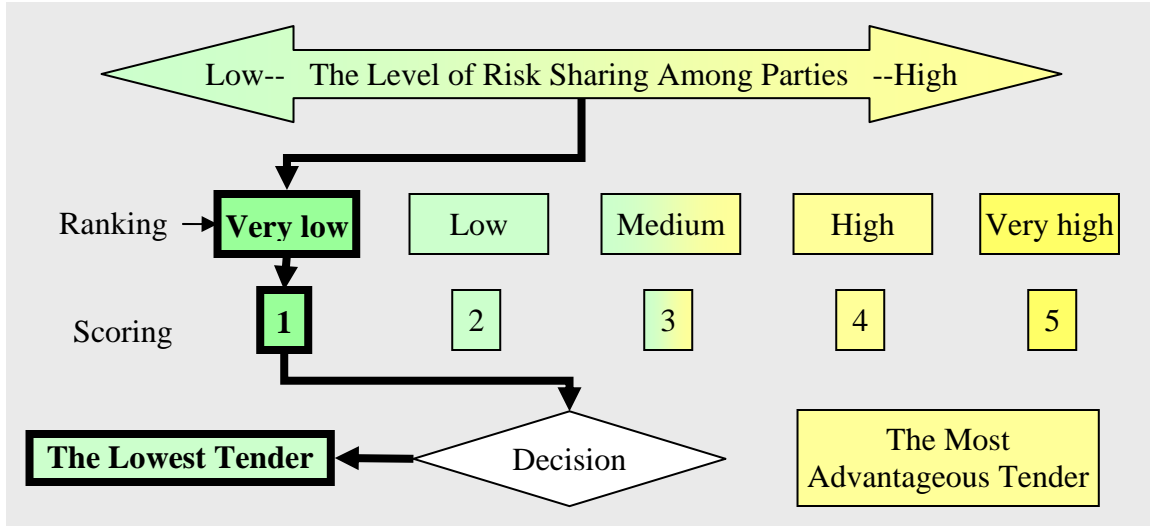 Low-- The Level of Risk Sharing Among Parties --High
Ranking Very low Low Medium High Very high
Scoring 1 2 3 4 5
The Lowest Tender Decision The Most
Advantageous Tender